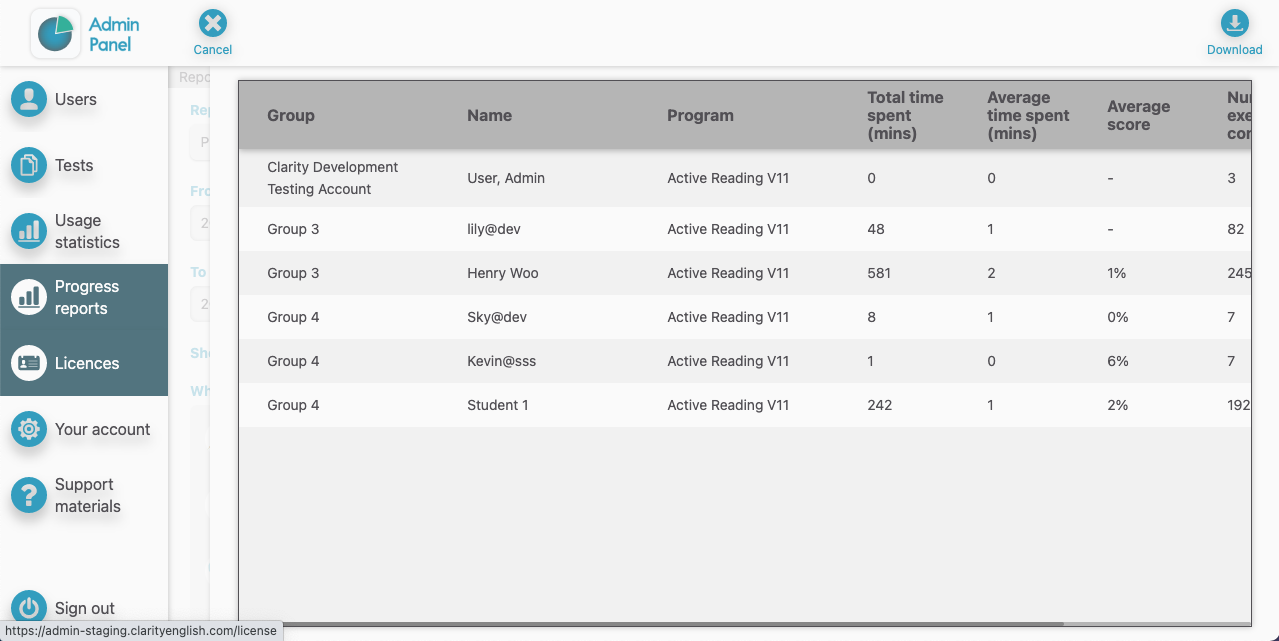 Admin
Panel
Cancel
Download
Users
Tests
Usage
statistics
Progress
reports
Licences
Your account
Support
materials
Sign out
https://admin-staging.clarityenglish.com/license
Repo
Rep
P
Fro
2
To
2
Sho
Wh
Group
Name
Program
Total time
spent
(mins)
Average
time spent
(mins)
Average
score
Clarity Development
Testing Account
User, Admin
Active Reading V11
0
0
-
3
Group 3
lily@dev
Active Reading V11
48
1
-
82
Group 3
Henry Woo
Active Reading V11
581
2
1%
245
Group 4
Sky@dev
Active Reading V11
8
1
0%
7
Group 4
Kevin@sss
Active Reading V11
1
0
6%
7
Group 4
Student 1
Active Reading V11
242
1
2%
192